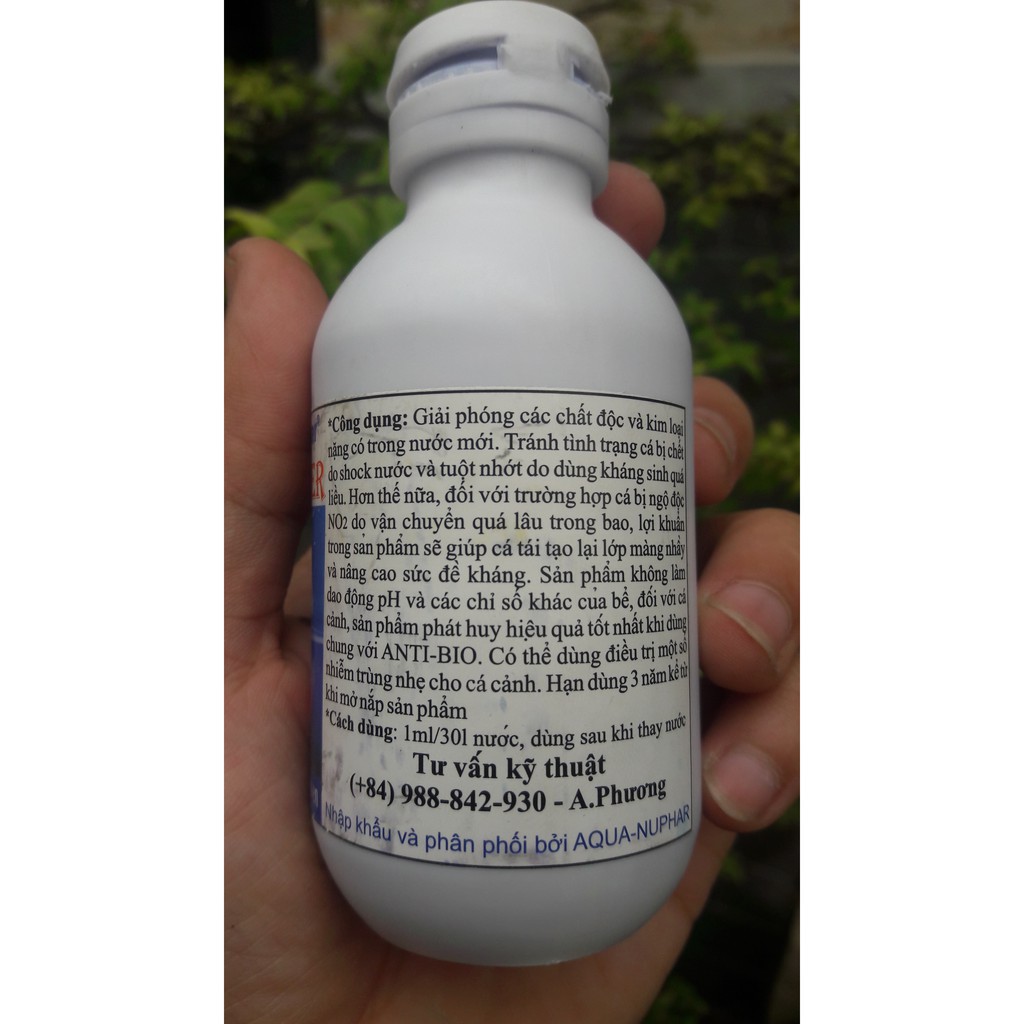 *Công dụng: Giải phóng các chất độc và kim loại
nặng có trong nước mới. Tránh tình trạng cá bị chết
do shock nước và tuột nhớt do dùng kháng sinh quá
liều. Hơn thế nữa, đối với trường hợp cá bị ngộ độc
NO2 do vận chuyển quá lâu trong bao, lợi khuẩn
trong sản phẩm sẽ giúp cá tái tạo lại lớp màng nhầy
và nâng cao sức đề kháng. Sản phẩm không làm
dao động pH và các chỉ số khác của bể, đối với cá
cảnh, sản phẩm phát huy hiệu quả tốt nhất khi dùng
chung với ANTI-BIO. Có thể dùng điều trị một số
nhiễm trùng nhẹ cho cá cảnh. Hạn dùng 3 năm kể từ
khi mở nắp sản phẩm
*Cách dùng: 1ml/30l nước, dùng sau khi thay nước
Tư vấn kỹ thuật
(+84) 988-842-930 - A.Phương
Nhập khẩu và phân phối bởi AQUA-NUPHAR